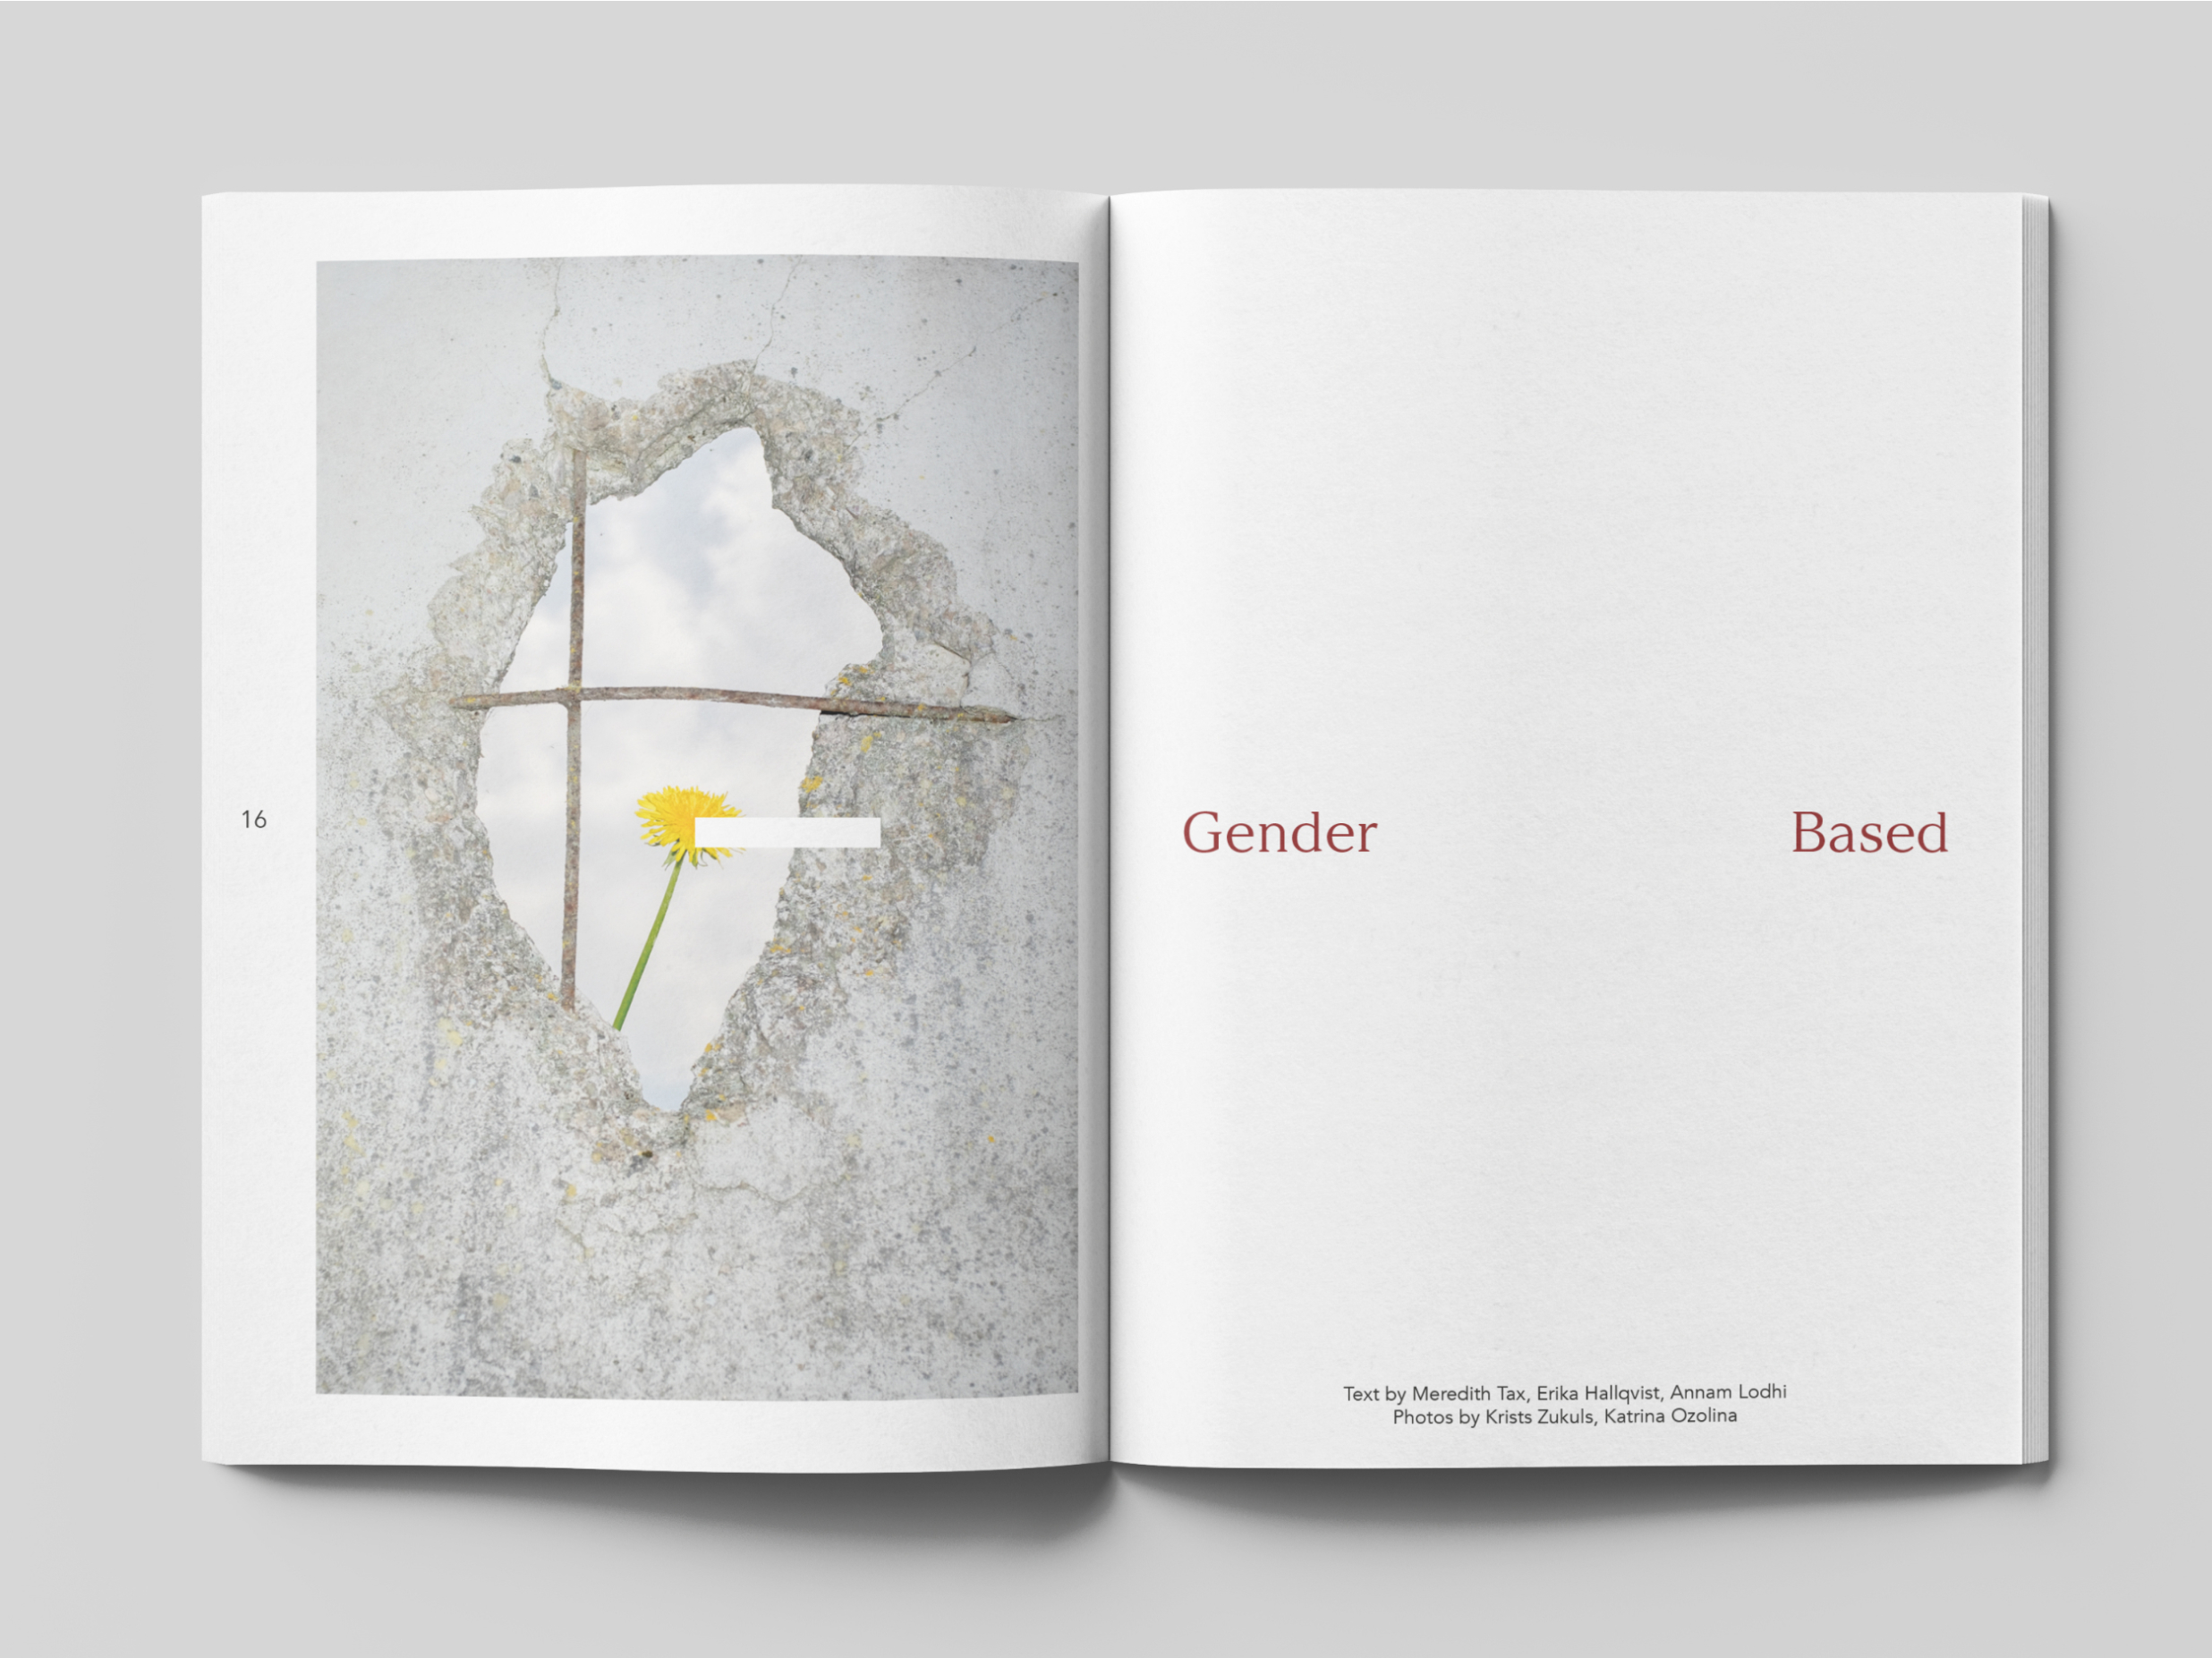 16
Gender Based
Text by Meredith Tax, Erika Hallqvist, Annam Lodhi
Photos by Krists Zukuls, Katrina Ozolina